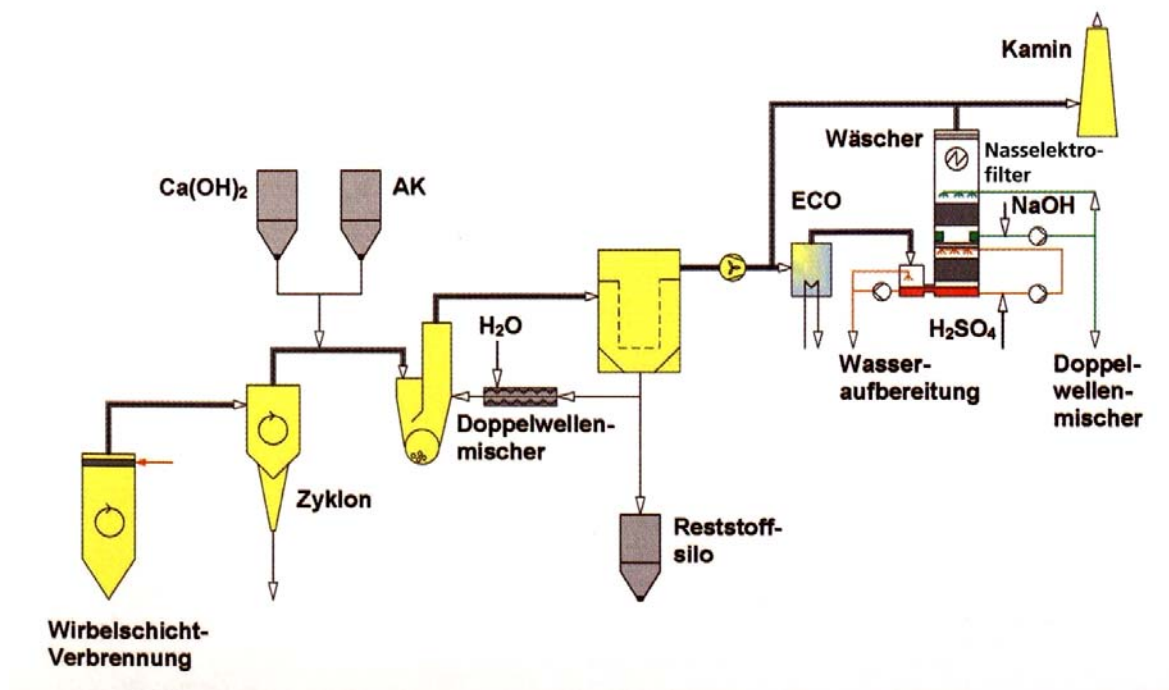 Kamin
Wäscher
Nasselektro-
filter
Ca(OH)₂
AK
ECO
NaOH
H₂O
H₂SO₄
Wasser-
aufbereitung
Doppel-
wellen-
mischer
Doppelwellen-
mischer
Zyklon
Reststoff-
silo
Wirbelschicht-
Verbrennung